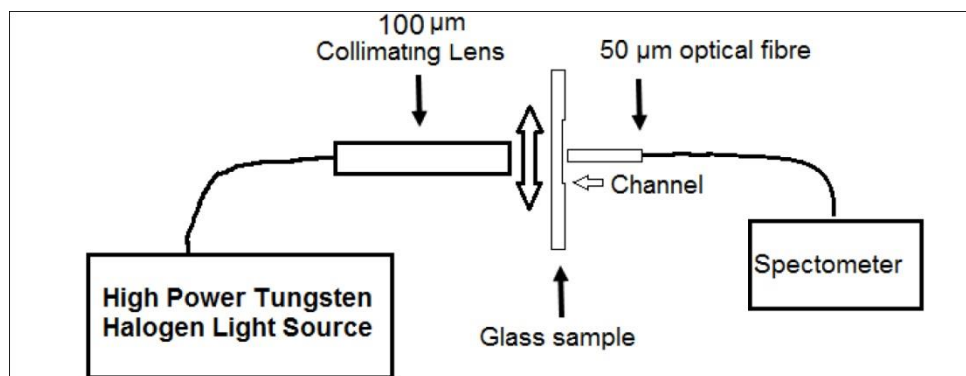 100 µm
Collimating Lens
50 µm optical fibre
Channel
High Power Tungsten
Halogen Light Source
Spectometer
Glass sample